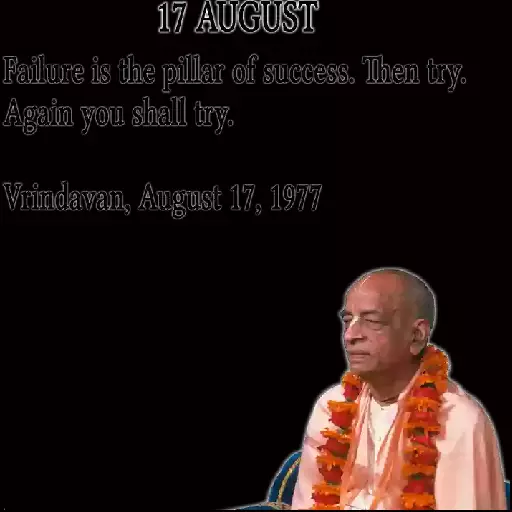 17 AUGUST
Failure is the pillar of success. Then try.
Again you shall try.
Vrindavan, August 17, 1977